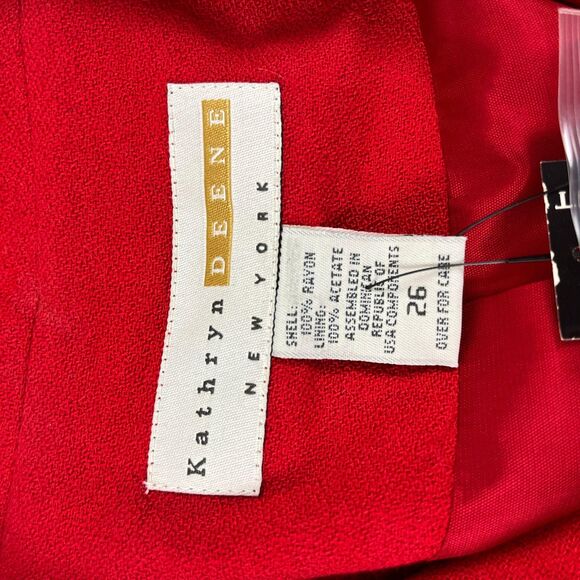 Kathryn DEENE
NEW YORK
SHELL:
100% RAYON
LINING:
100% ACETATE
ASSEMBLED IN
DOMINICAN
REPUBLIC OF
USA COMPONENTS
26
OVER FOR CARE
T